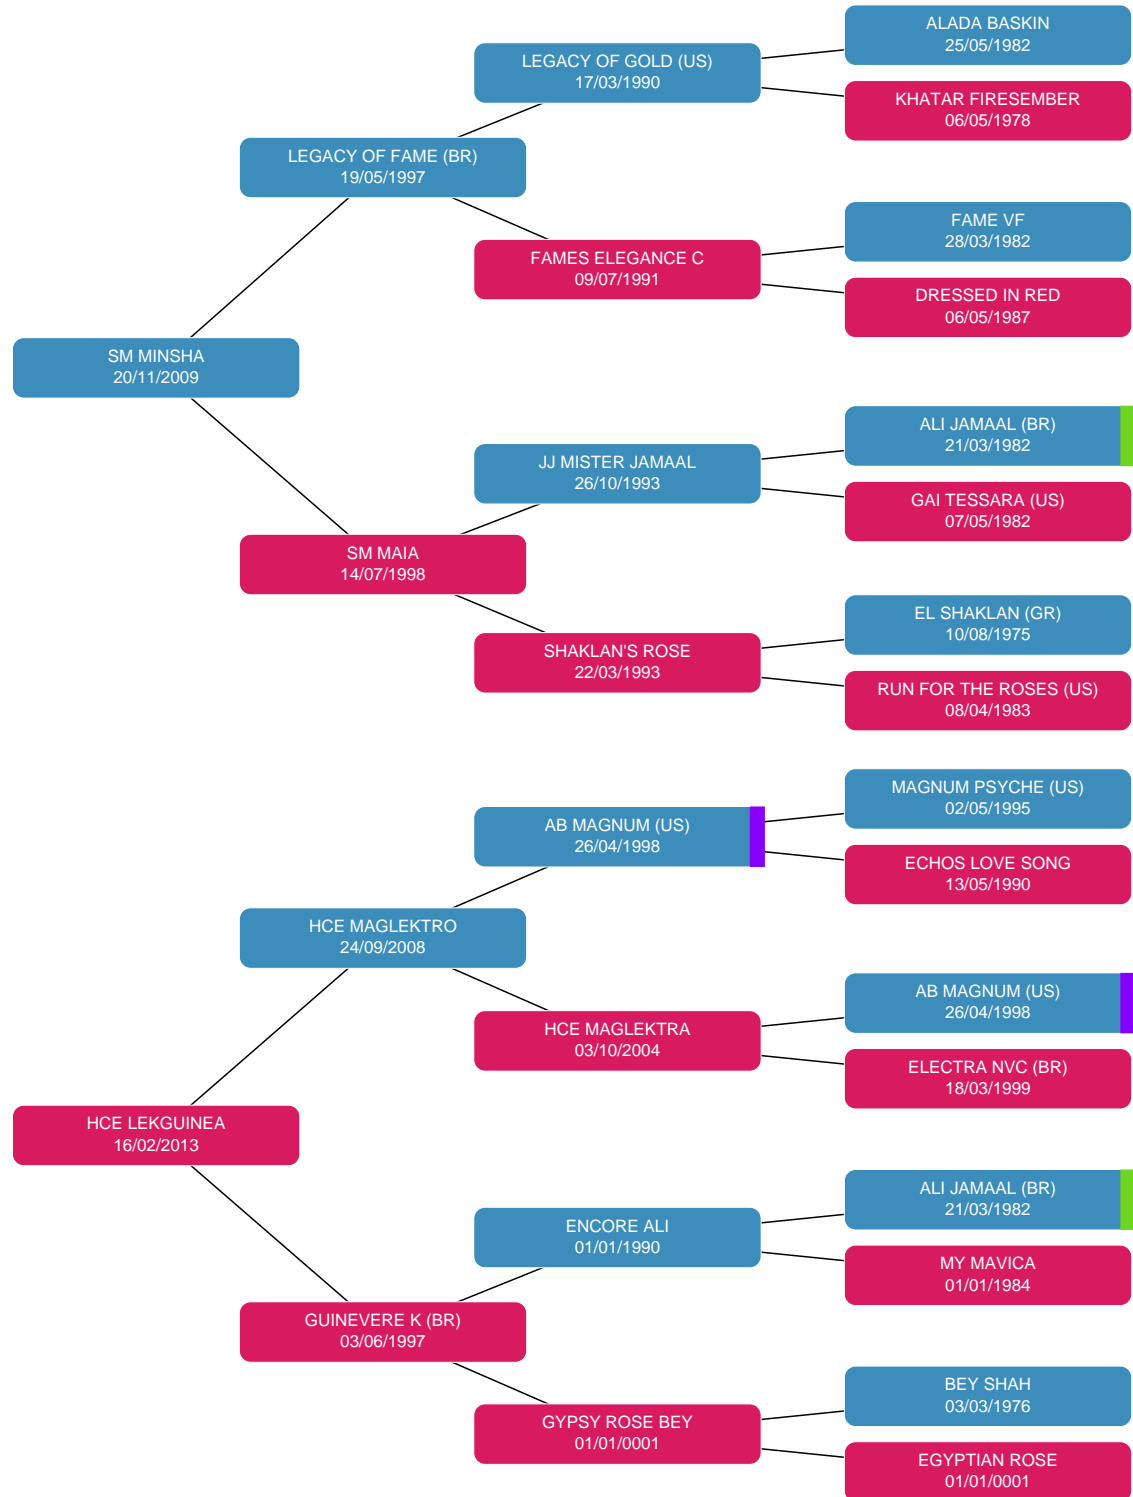 ALADA BASKIN
25/05/1982
LEGACY OF GOLD (US)
17/03/1990
KHATAR FIRESEMBER
06/05/1978
LEGACY OF FAME (BR)
19/05/1997
FAME VF
28/03/1982
FAMES ELEGANCE C
09/07/1991
DRESSED IN RED
06/05/1987
SM MINSHA
20/11/2009
ALI JAMAAL (BR)
21/03/1982
JJ MISTER JAMAAL
26/10/1993
GAI TESSARA (US)
07/05/1982
SM MAIA
14/07/1998
EL SHAKLAN (GR)
10/08/1975
SHAKLAN'S ROSE
22/03/1993
RUN FOR THE ROSES (US)
08/04/1983
MAGNUM PSYCHE (US)
02/05/1995
AB MAGNUM (US)
26/04/1998
ECHOS LOVE SONG
13/05/1990
HCE MAGLEKTRO
24/09/2008
AB MAGNUM (US)
26/04/1998
HCE MAGLEKTRA
03/10/2004
ELECTRA NVC (BR)
18/03/1999
HCE LEKGUINEA
16/02/2013
ALI JAMAAL (BR)
21/03/1982
ENCORE ALI
01/01/1990
MY MAVICA
01/01/1984
GUINEVERE K (BR)
03/06/1997
BEY SHAH
03/03/1976
GYPSY ROSE BEY
01/01/0001
EGYPTIAN ROSE
01/01/0001